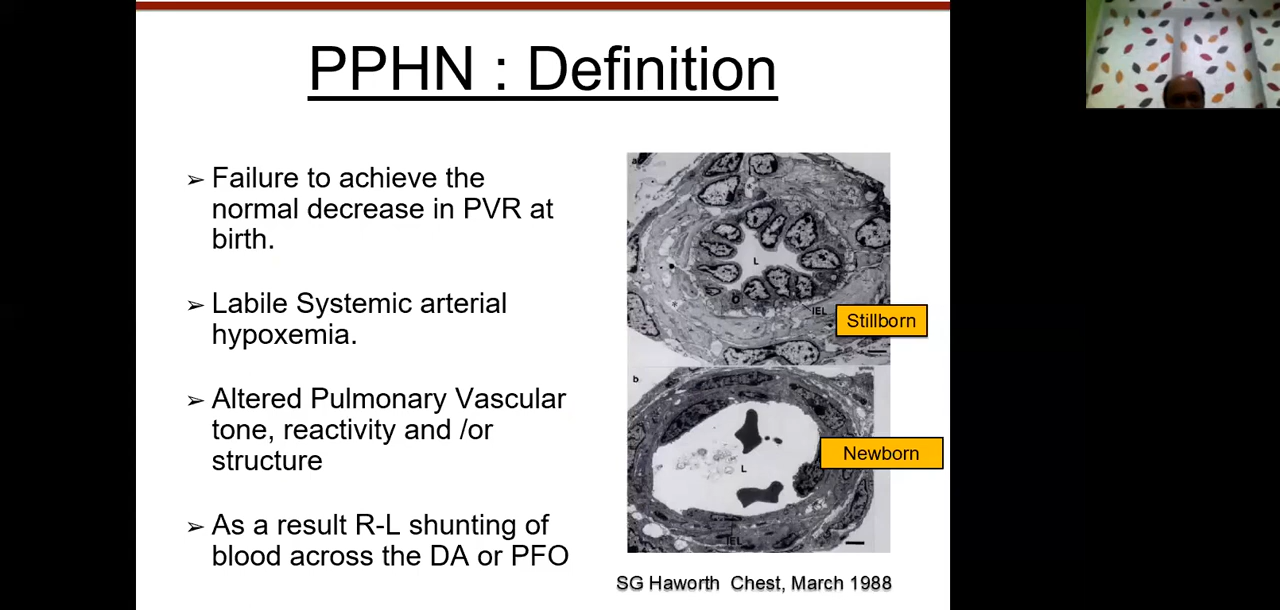 PPHN : Definition
➢ Failure to achieve the
normal decrease in PVR at
birth.
➢ Labile Systemic arterial
hypoxemia.
➢ Altered Pulmonary Vascular
tone, reactivity and /or
structure
➢ As a result R-L shunting of
blood across the DA or PFO
a
L
*
IEL
Stillborn
b
L
IEL
Newborn
SG Haworth Chest, March 1988